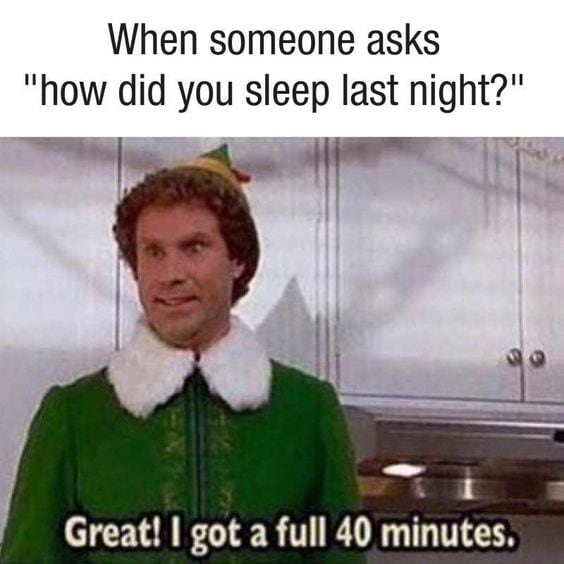 When someone asks
"how did you sleep last night?"
Great! I got a full 40 minutes.